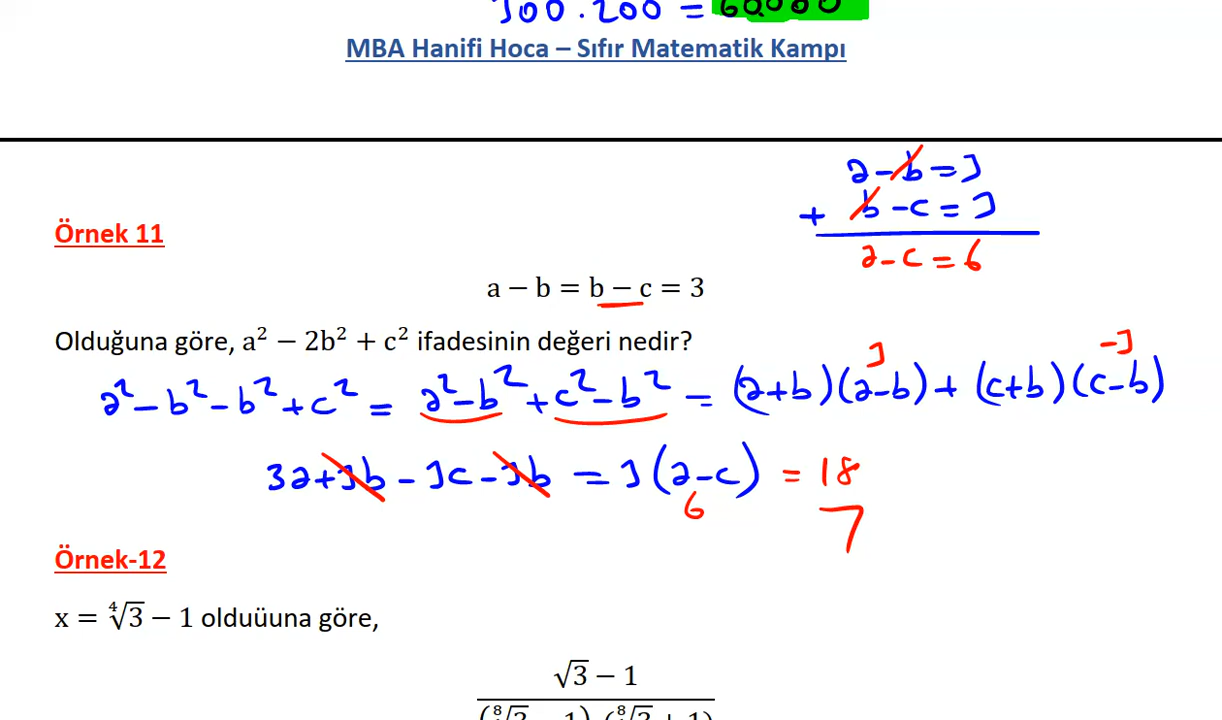 300 . 200 = 60000
MBA Hanifi Hoca – Sıfır Matematik Kampı
a - b = 3
+ b - c = 3
a - c = 6
Örnek 11
a − b = b − c = 3
Olduğuna göre, a² − 2b² + c² ifadesinin değeri nedir?
3 -3
a² - b² - b² + c² = a² - b² + c² - b² = (a+b)(a-b) + (c+b)(c-b)
3a + 3b - 3c - 3b = 3(a-c) = 18
6
Örnek-12
x = ∜3 − 1 olduüuna göre,
√3 − 1